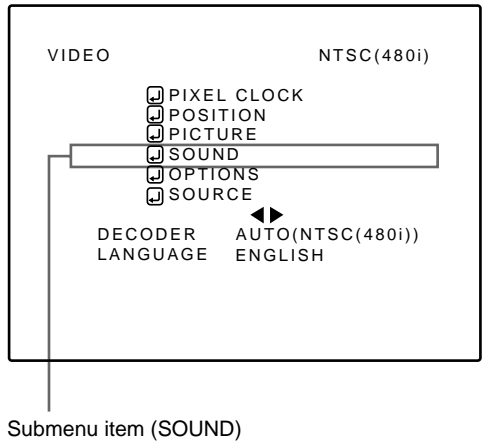 VIDEO NTSC(480i)
PIXEL CLOCK
POSITION
PICTURE
SOUND
OPTIONS
SOURCE
DECODER AUTO(NTSC(480i))
LANGUAGE ENGLISH
Submenu item (SOUND)